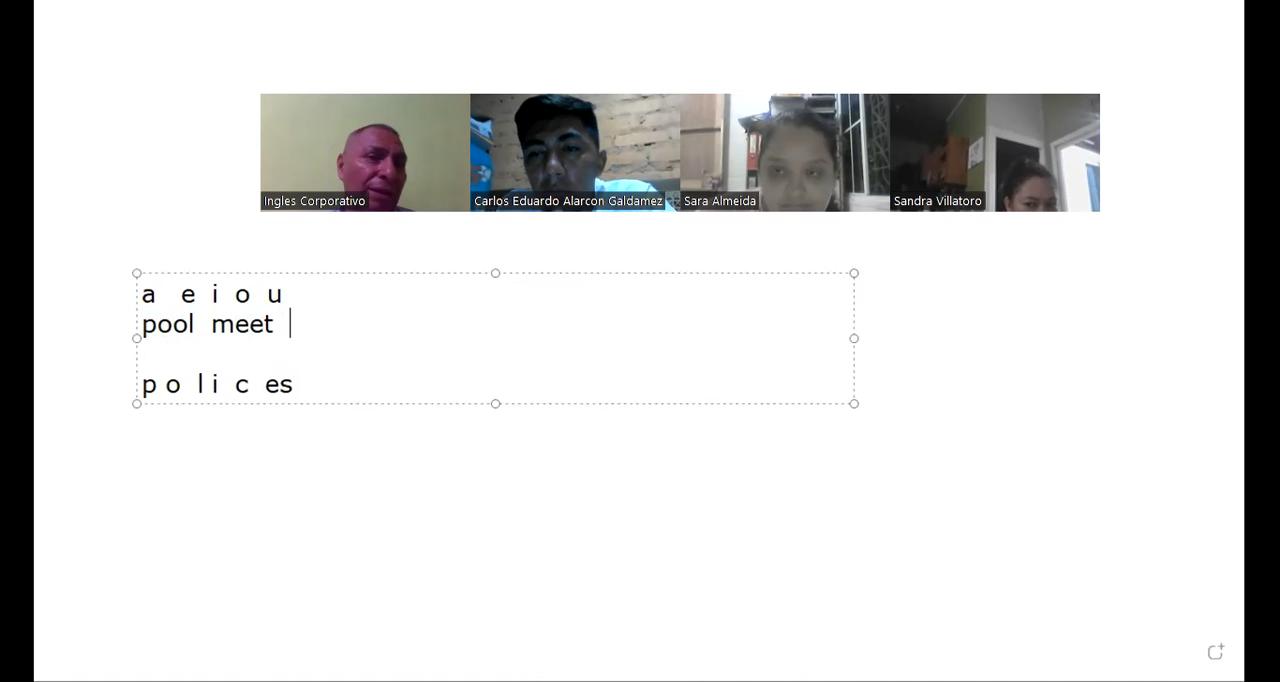 Ingles Corporativo
Carlos Eduardo Alarcon Galdamez
Sara Almeida
Sandra Villatoro
a e i o u
pool meet
p o l i c es